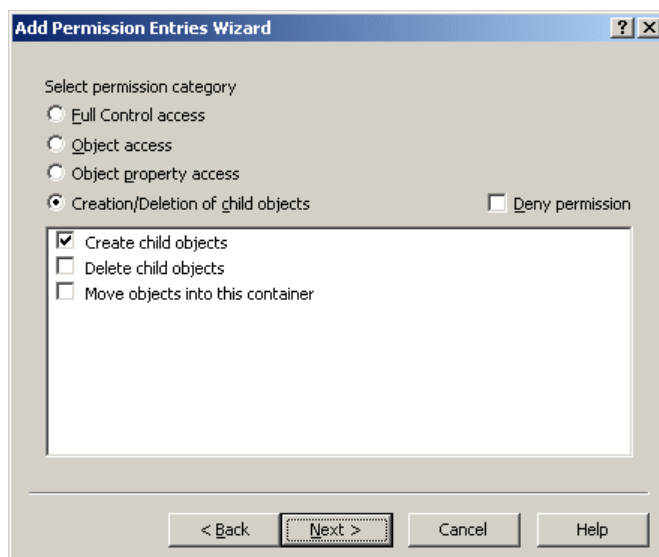 Add Permission Entries Wizard
Select permission category
Full Control access
Object access
Object property access
Creation/Deletion of child objects
Deny permission
Create child objects
Delete child objects
Move objects into this container
< Back
Next >
Cancel
Help